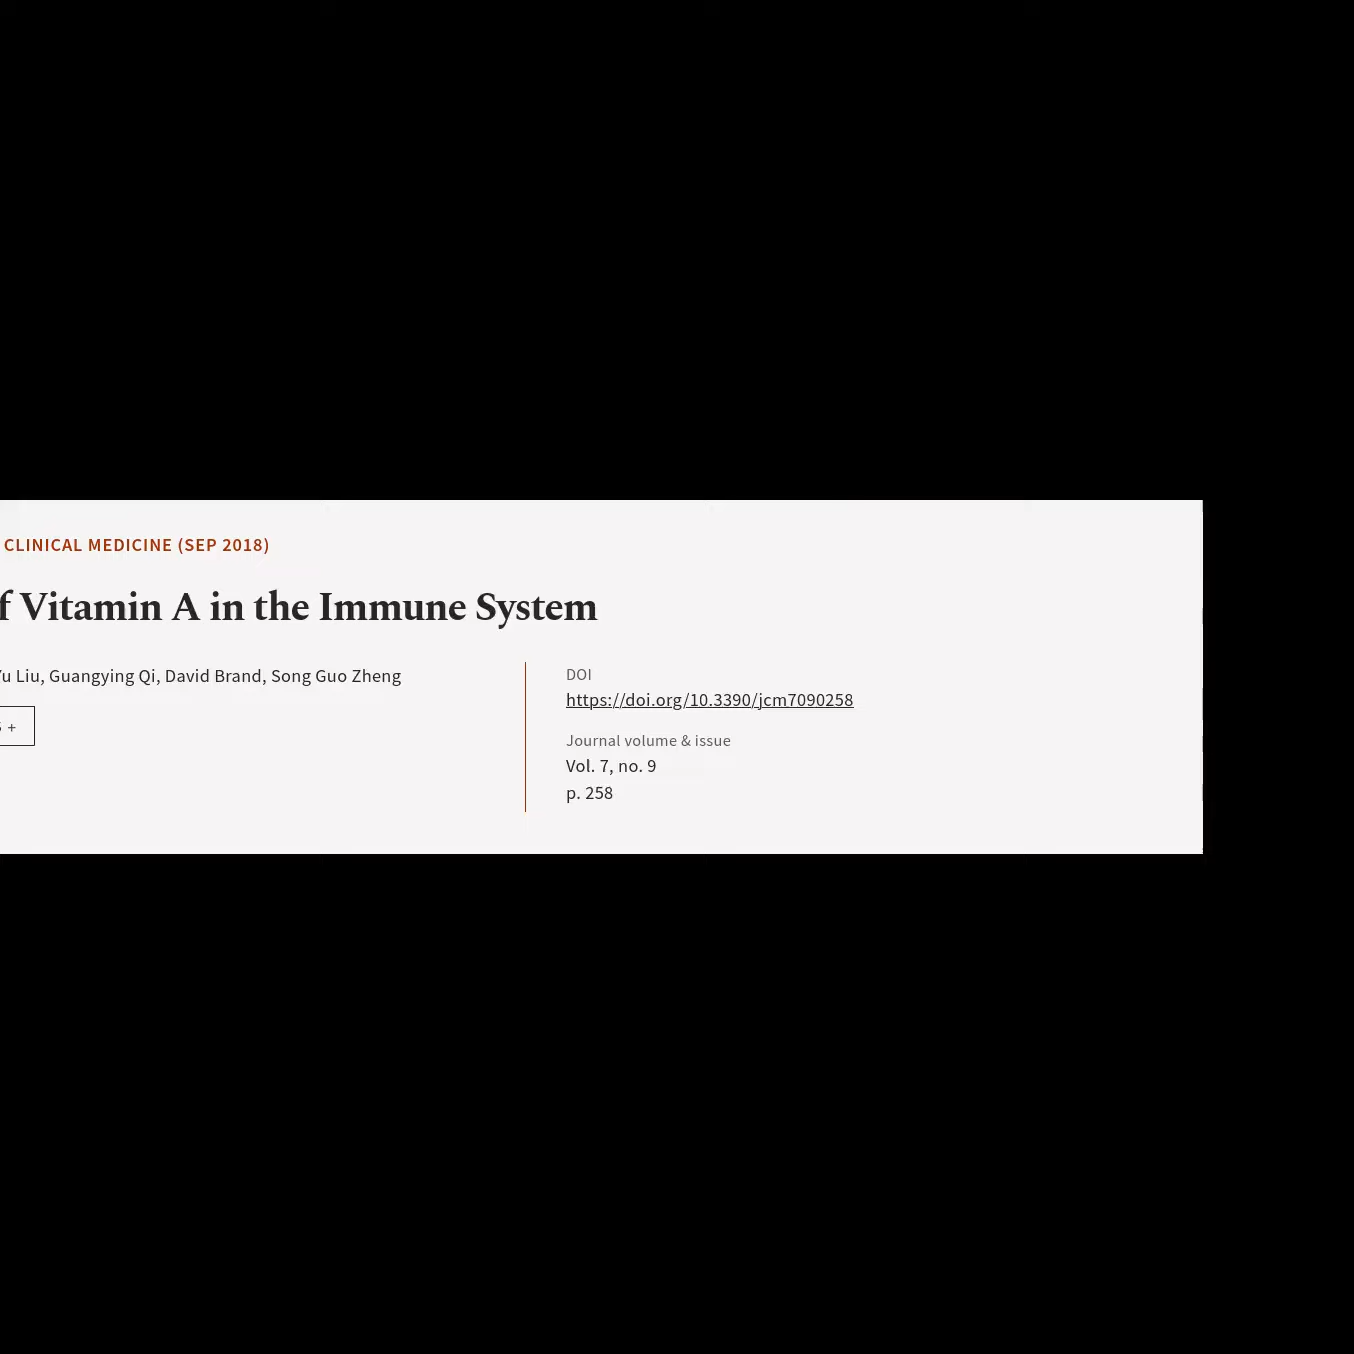 CLINICAL MEDICINE (SEP 2018)
Vitamin A in the Immune System
Liu, Guangying Qi, David Brand, Song Guo Zheng
+
DOI
https://doi.org/10.3390/jcm7090258
Journal volume & issue
Vol. 7, no. 9
p. 258